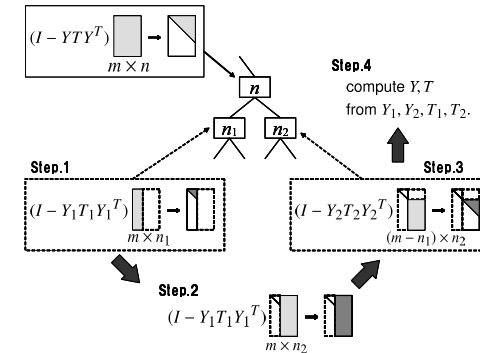 (I − YTY^T)
m × n
n
n₁
n₂
Step.4
compute Y, T
from Y₁, Y₂, T₁, T₂.
Step.1
(I − Y₁T₁Y₁^T)
m × n₁
Step.3
(I − Y₂T₂Y₂^T)
(m − n₁) × n₂
Step.2
(I − Y₁T₁Y₁^T)
m × n₂